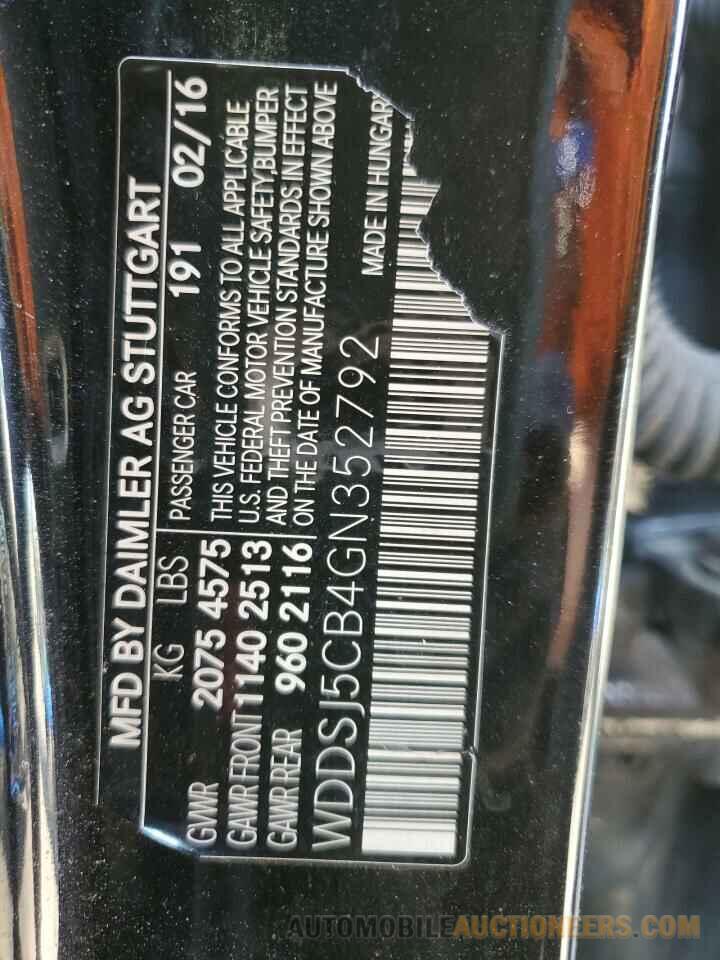 MFD BY DAIMLER AG STUTTGART
KG LBS PASSENGER CAR 191 02/16
GVWR 2075 4575
GAWR FRONT 1140 2513
GAWR REAR 960 2116
THIS VEHICLE CONFORMS TO ALL APPLICABLE
U.S. FEDERAL MOTOR VEHICLE SAFETY,BUMPER
AND THEFT PREVENTION STANDARDS IN EFFECT
ON THE DATE OF MANUFACTURE SHOWN ABOVE
WDDSJ5CB4GN352792
MADE IN HUNGARY
AUTOMOBILEAUCTIONEERS.COM